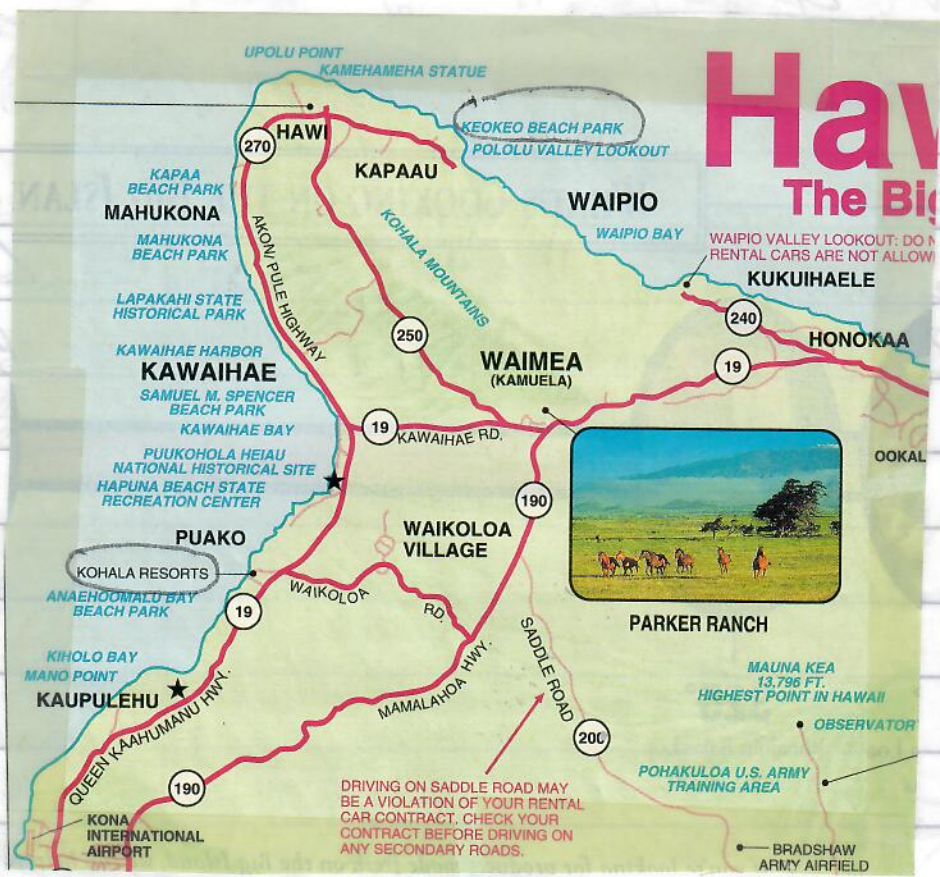 UPOLU POINT
KAMEHAMEHA STATUE
Haw
The Big
HAWI
270
KEOKEO BEACH PARK
POLOLU VALLEY LOOKOUT
KAPAAU
KAPAA
BEACH PARK
MAHUKONA
MAHUKONA
BEACH PARK
WAIPIO
WAIPIO BAY
WAIPIO VALLEY LOOKOUT: DO N
RENTAL CARS ARE NOT ALLOW
KUKUIHAELE
AKONI PULE HIGHWAY
KOHALA MOUNTAINS
LAPAKAHI STATE
HISTORICAL PARK
250
240
HONOKAA
KAWAIHAE HARBOR
KAWAIHAE
SAMUEL M. SPENCER
BEACH PARK
KAWAIHAE BAY
WAIMEA
(KAMUELA)
19
19
KAWAIHAE RD.
PUUKOHOLA HEIAU
NATIONAL HISTORICAL SITE
HAPUNA BEACH STATE
RECREATION CENTER
OOKAL
190
PUAKO
WAIKOLOA
VILLAGE
KOHALA RESORTS
WAIKOLOA
RD.
ANAEHOOMALU BAY
BEACH PARK
19
PARKER RANCH
SADDLE ROAD
KIHOLO BAY
MANO POINT
KAUPULEHU
MAMALAHOA HWY.
QUEEN KAAHUMANU HWY.
MAUNA KEA
13,796 FT.
HIGHEST POINT IN HAWAII
OBSERVATOR
200
POHAKULOA U.S. ARMY
TRAINING AREA
190
DRIVING ON SADDLE ROAD MAY
BE A VIOLATION OF YOUR RENTAL
CAR CONTRACT. CHECK YOUR
CONTRACT BEFORE DRIVING ON
ANY SECONDARY ROADS.
KONA
INTERNATIONAL
AIRPORT
BRADSHAW
ARMY AIRFIELD